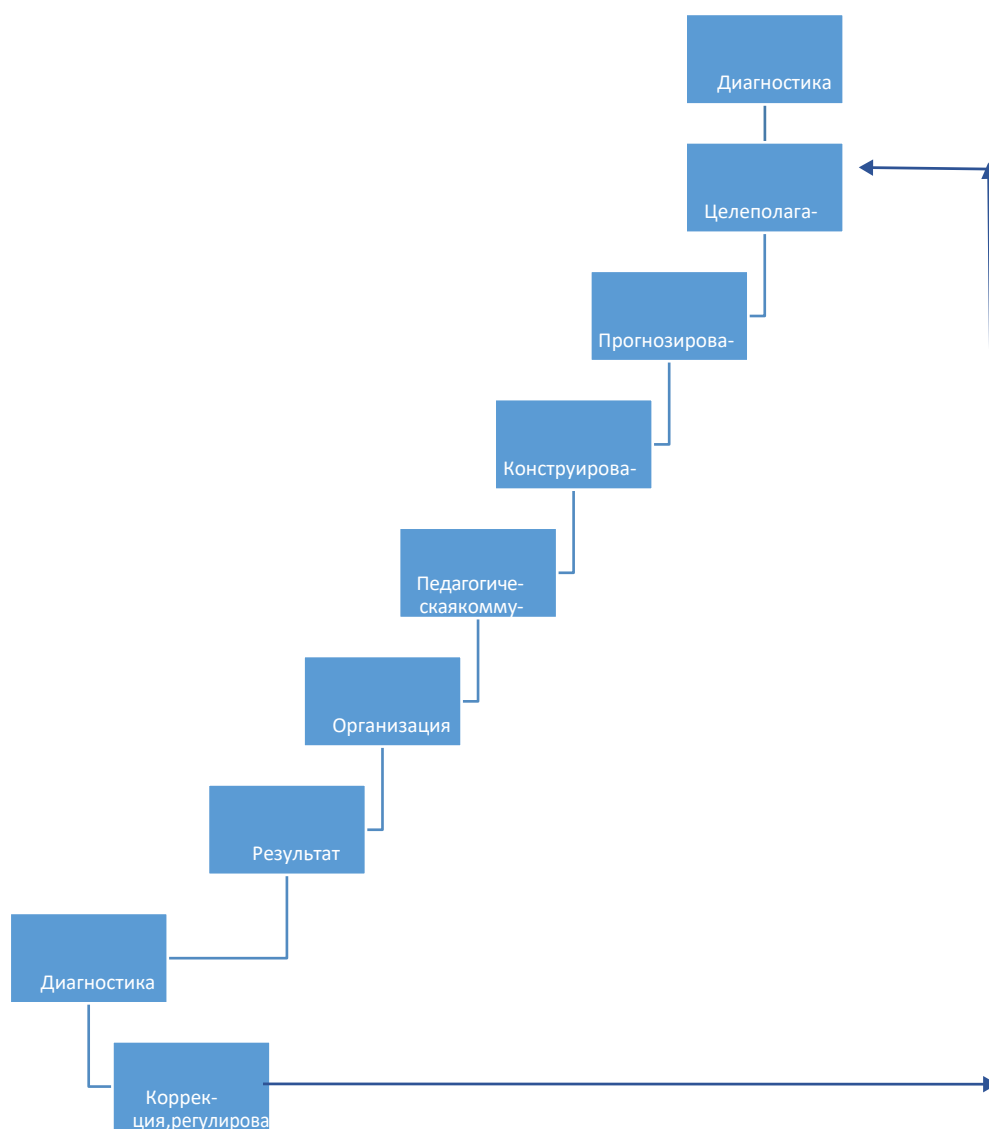 Диагностика
Целеполага-
Прогнозирова-
Конструирова-
Педагогиче-
скаякомму-
Организация
Результат
Диагностика
Коррек-
ция,регулирова